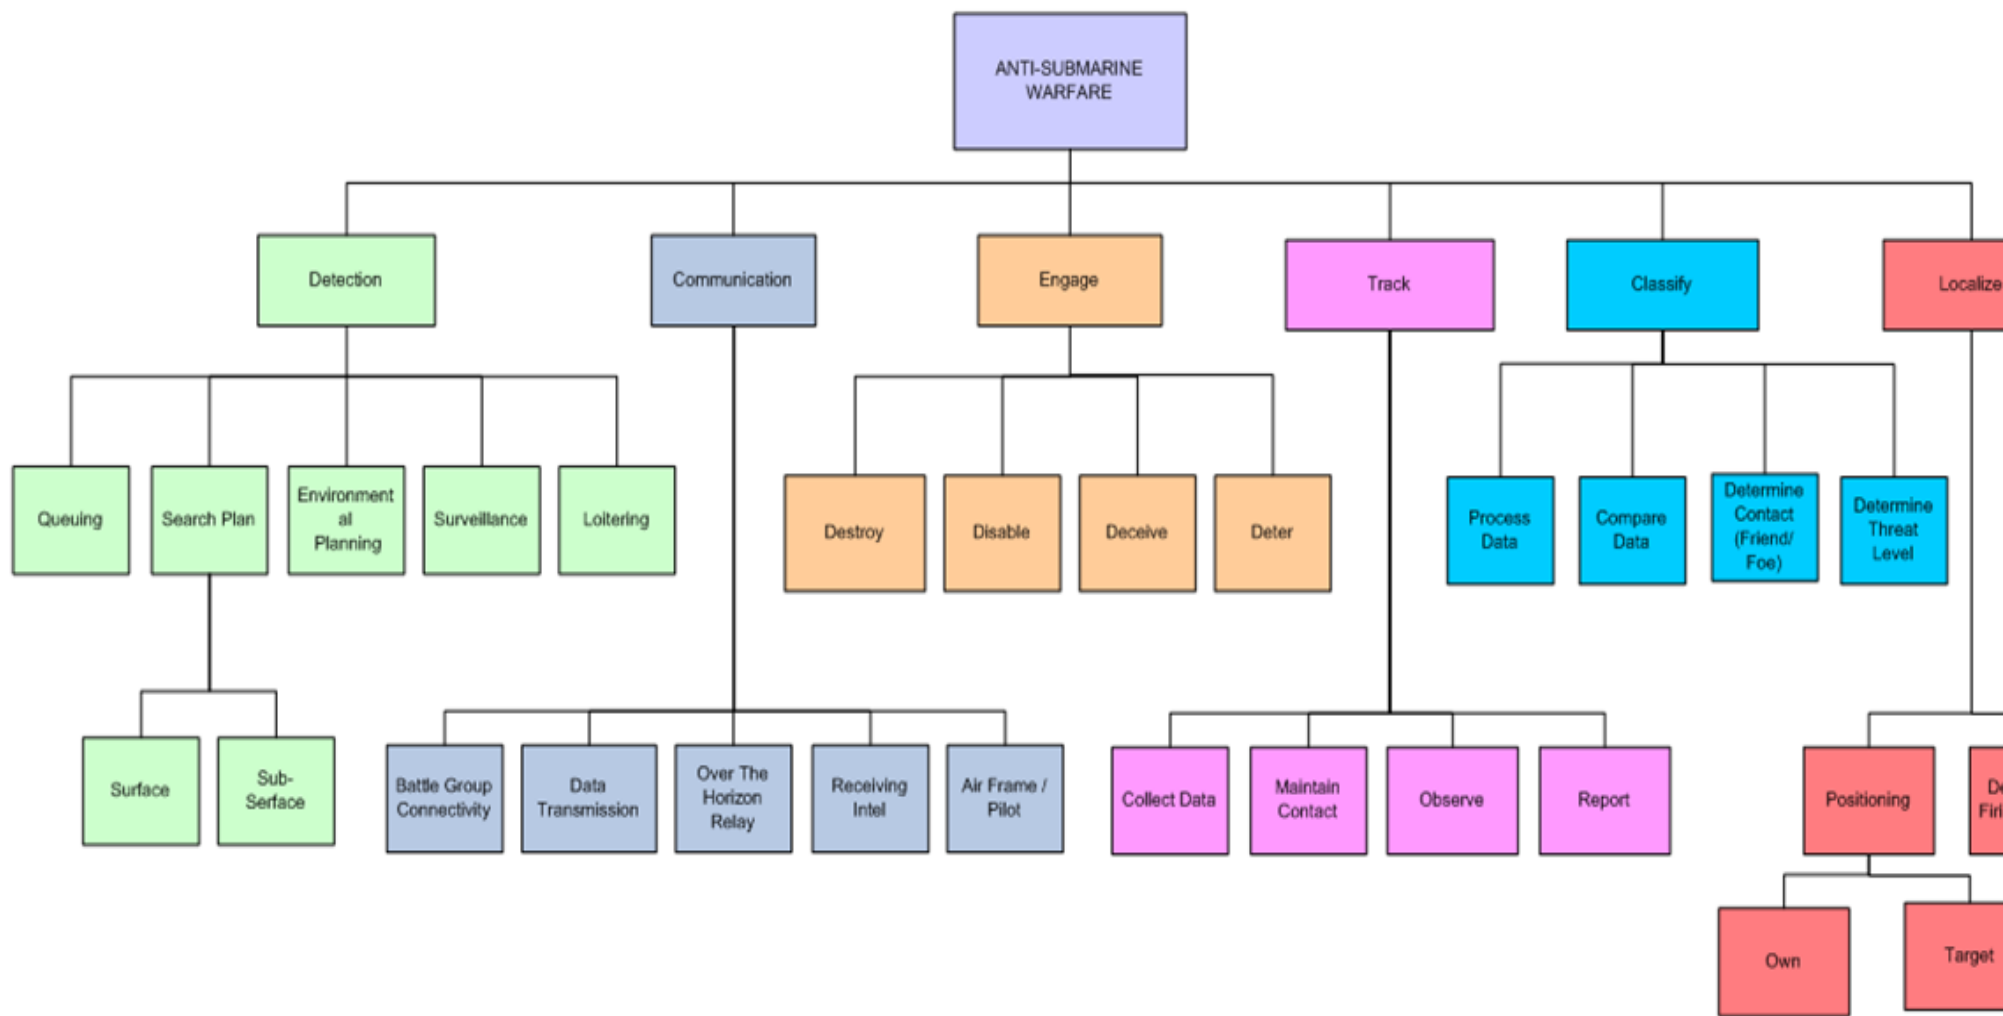 ANTI-SUBMARINE
WARFARE
Detection
Communication
Engage
Track
Classify
Localize
Queuing
Search Plan
Environment
al
Planning
Surveillance
Loitering
Destroy
Disable
Deceive
Deter
Process
Data
Compare
Data
Determine
Contact
(Friend/
Foe)
Determine
Threat
Level
Surface
Sub-
Serface
Battle Group
Connectivity
Data
Transmission
Over The
Horizon
Relay
Receiving
Intel
Air Frame /
Pilot
Collect Data
Maintain
Contact
Observe
Report
Positioning
Own
Target